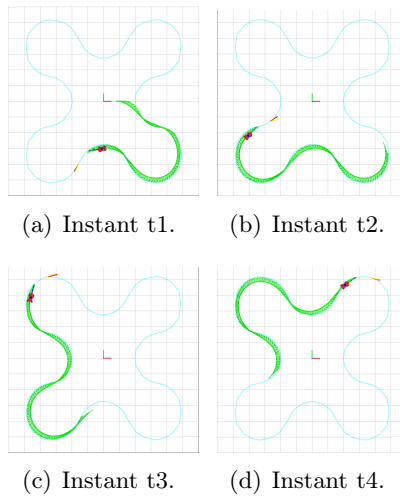 (a) Instant t1.
(b) Instant t2.
(c) Instant t3.
(d) Instant t4.